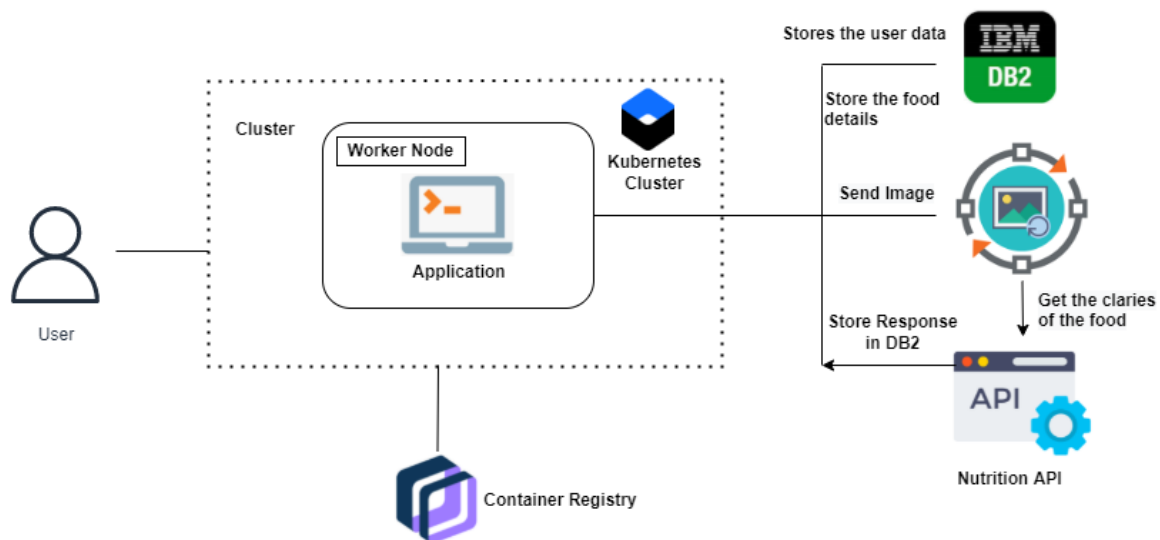 Stores the user data
IBM
DB2
Store the food
details
Cluster
Worker Node
Kubernetes
Cluster
Application
Send Image
User
Get the claries
of the food
Store Response
in DB2
API
Nutrition API
Container Registry